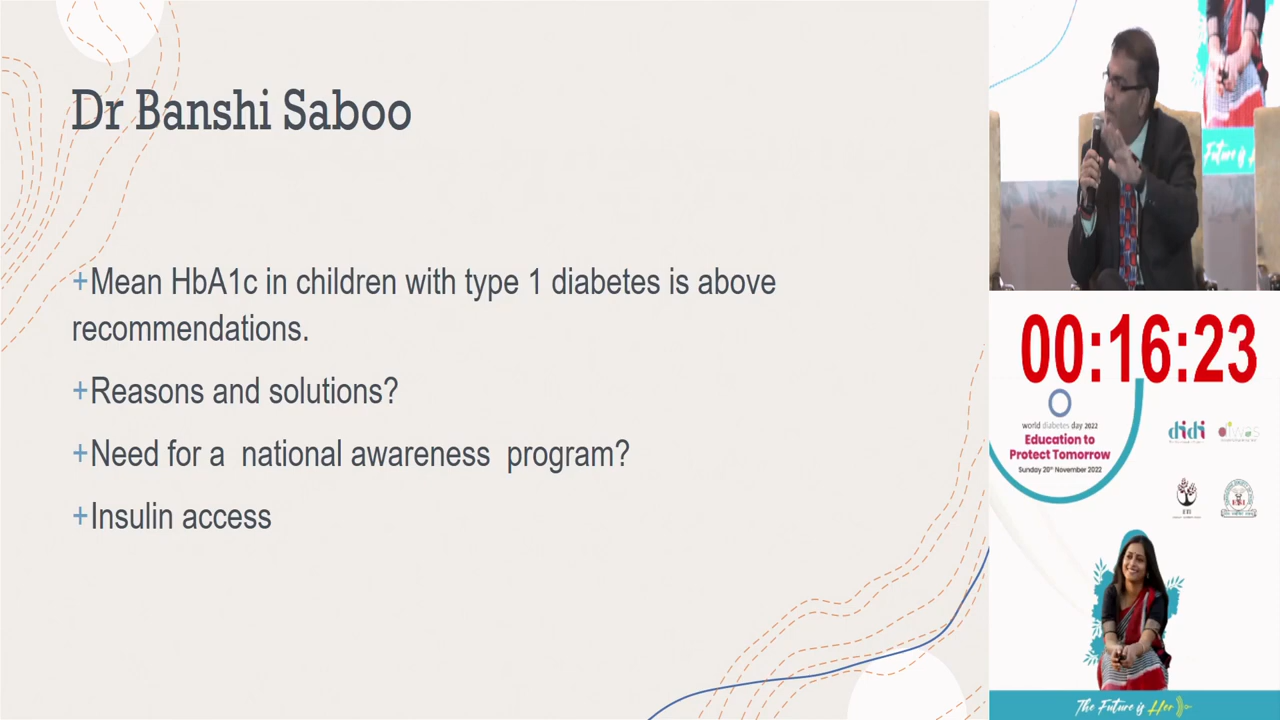 Dr Banshi Saboo
+Mean HbA1c in children with type 1 diabetes is above
recommendations.
+Reasons and solutions?
+Need for a national awareness program?
+Insulin access
Future is
00:16:23
world diabetes day 2022
Education to
Protect Tomorrow
Sunday 20th November 2022
didi
The Future is Her